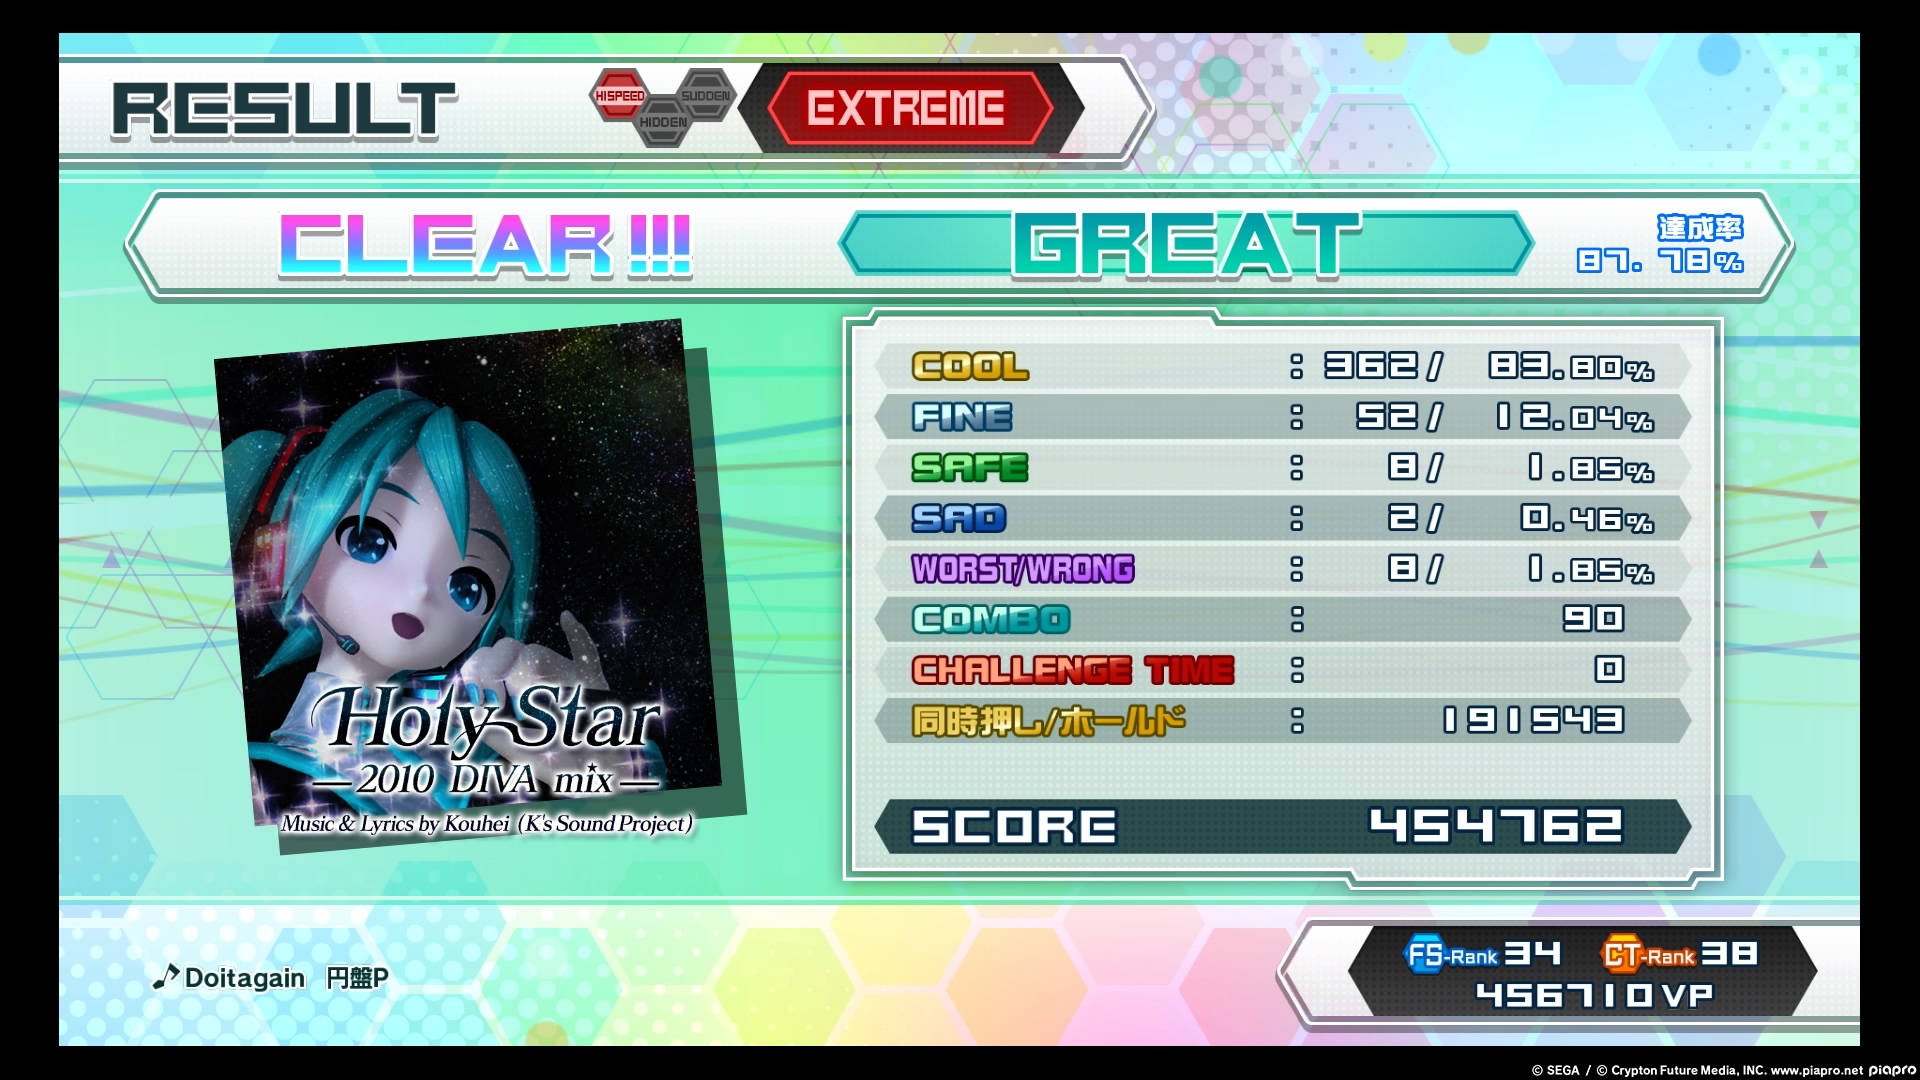 RESULT
HISPEED
HIDDEN
SUDDEN
EXTREME
CLEAR!!!
GREAT
達成率
87.78%
COOL : 362/ 83.80%
FINE : 52/ 12.04%
SAFE : 8/ 1.85%
SAD : 2/ 0.46%
WORST/WRONG : 8/ 1.85%
COMBO : 90
CHALLENGE TIME : 0
同時押し/ホールド : 191543
SCORE 454762
Holy Star
—2010 DIVA mix—
Music & Lyrics by Kouhei (K's Sound Project)
Doitagain 円盤P
FS-Rank 34 CT-Rank 38
456710VP
© SEGA / © Crypton Future Media, INC. www.piapro.net piapro